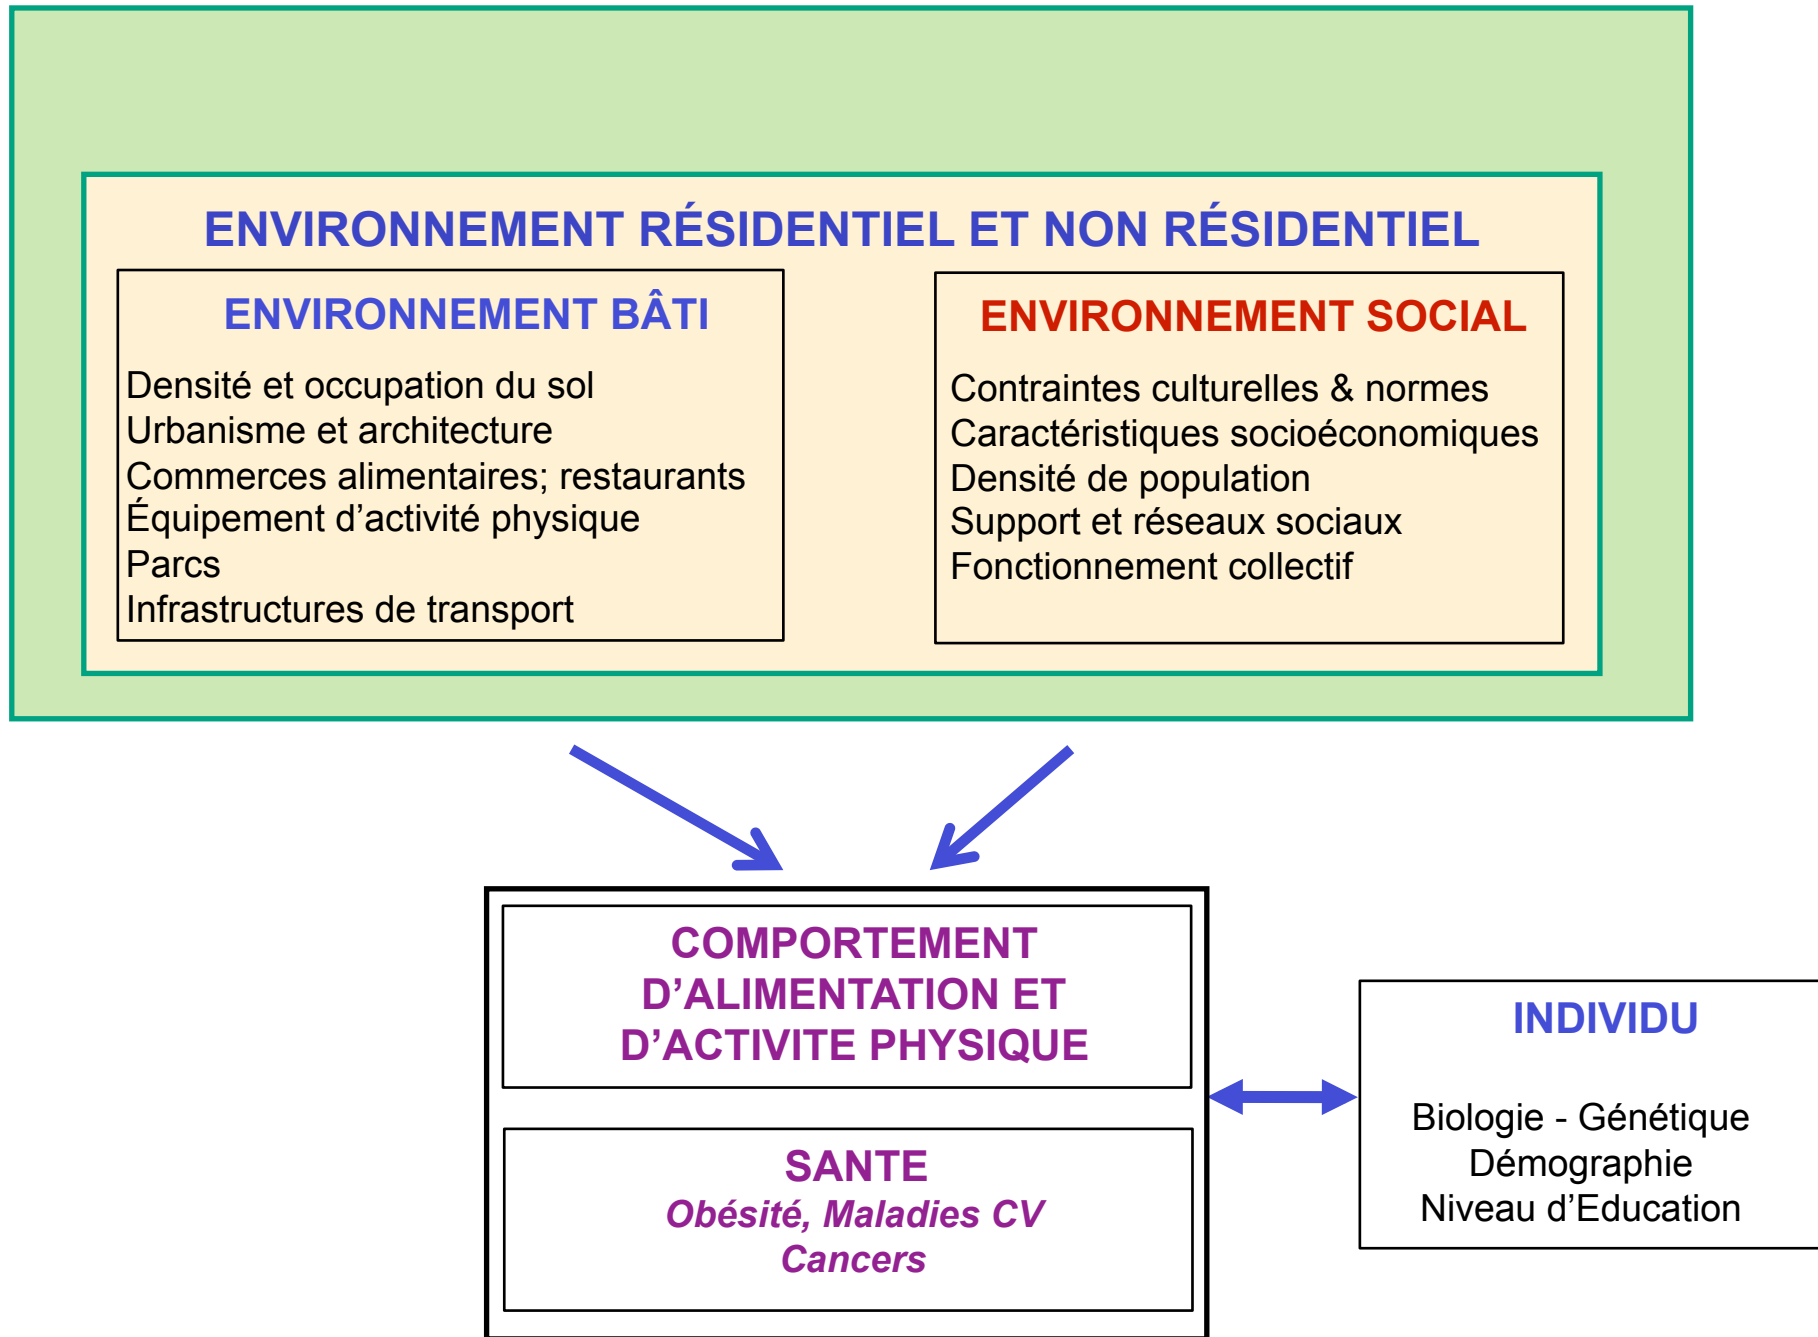 ENVIRONNEMENT RÉSIDENTIEL ET NON RÉSIDENTIEL
ENVIRONNEMENT BÂTI
Densité et occupation du sol
Urbanisme et architecture
Commerces alimentaires; restaurants
Équipement d’activité physique
Parcs
Infrastructures de transport
ENVIRONNEMENT SOCIAL
Contraintes culturelles & normes
Caractéristiques socioéconomiques
Densité de population
Support et réseaux sociaux
Fonctionnement collectif
COMPORTEMENT
D’ALIMENTATION ET
D’ACTIVITE PHYSIQUE
SANTE
Obésité, Maladies CV
Cancers
INDIVIDU
Biologie - Génétique
Démographie
Niveau d’Education